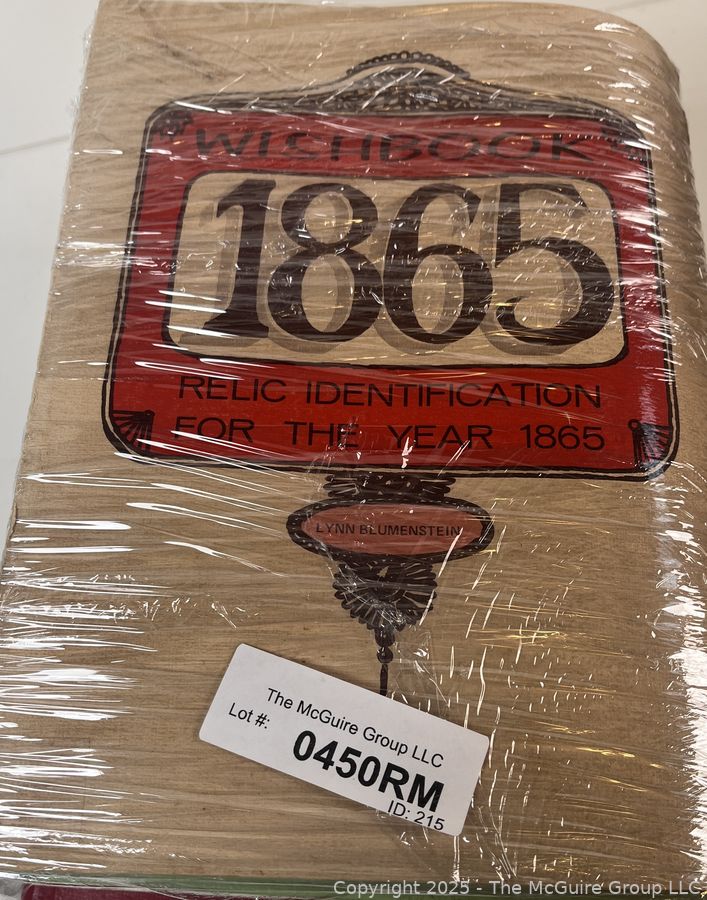 WISHBOOK
1865
RELIC IDENTIFICATION
FOR THE YEAR 1865
LYNN BLUMENSTEIN
The McGuire Group LLC
Lot #:
0450RM
ID: 215
Copyright 2025 - The McGuire Group LLC